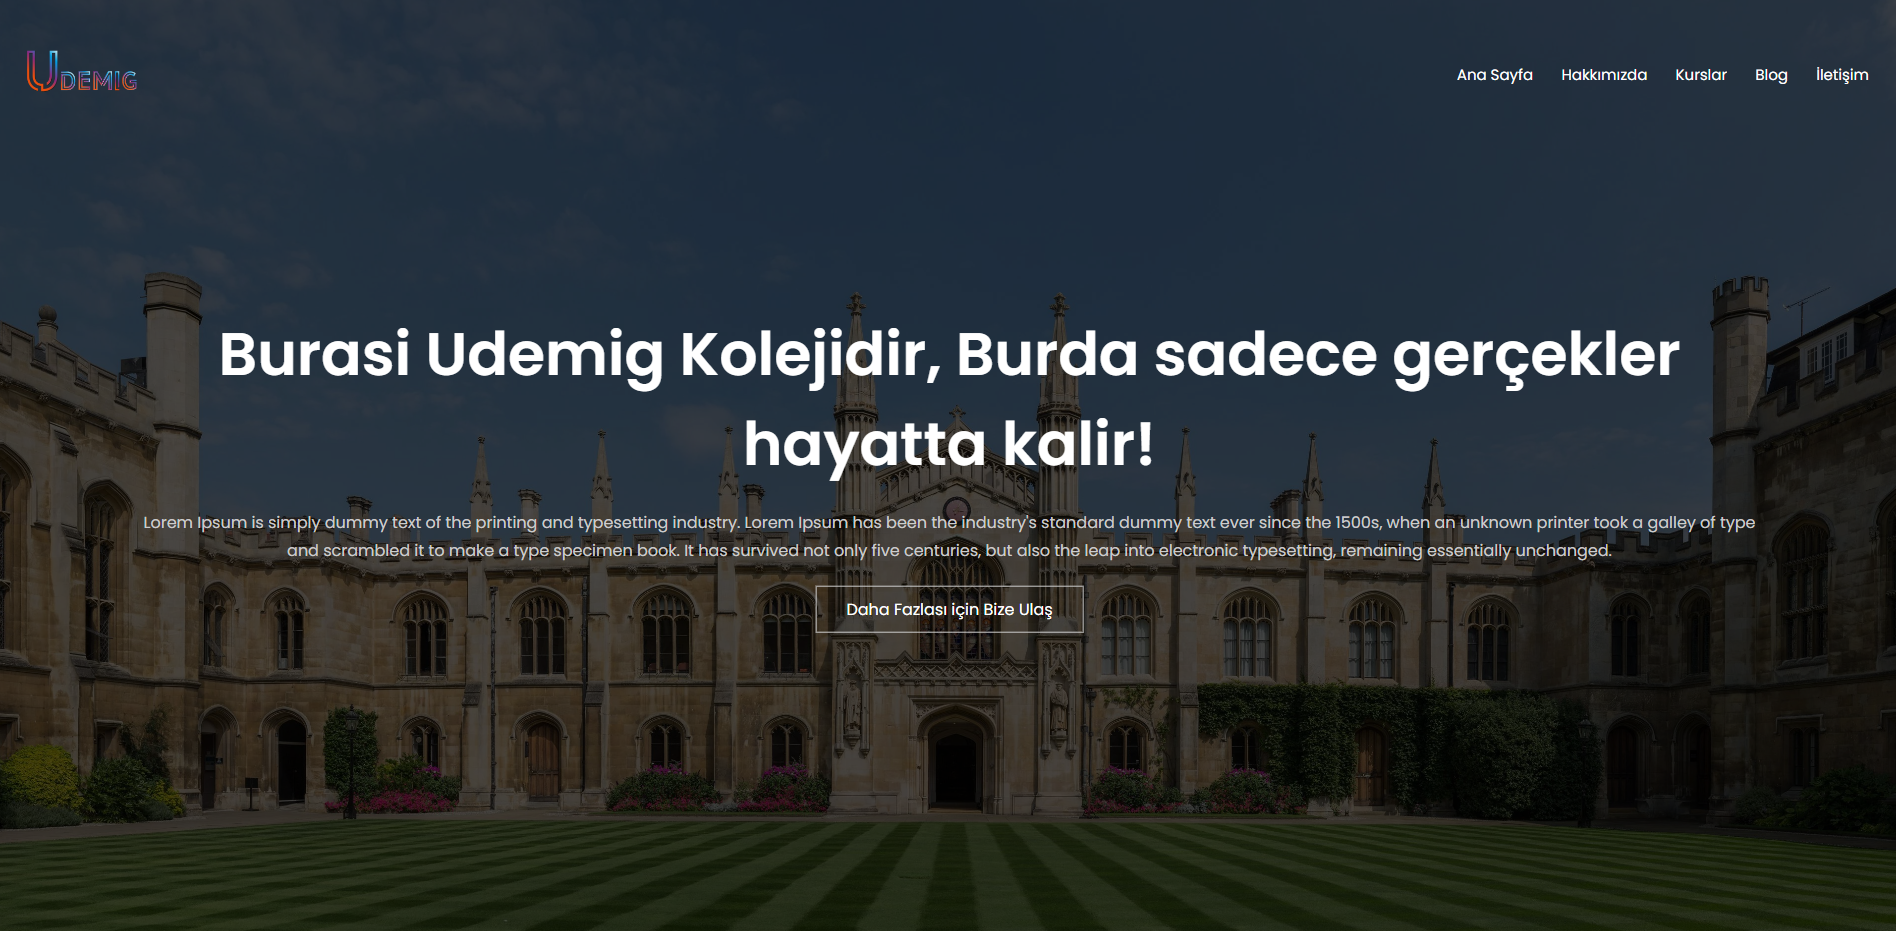 UDEMIG
Ana Sayfa Hakkımızda Kurslar Blog İletişim
Burasi Udemig Kolejidir, Burda sadece gerçekler
hayatta kalir!
Lorem Ipsum is simply dummy text of the printing and typesetting industry. Lorem Ipsum has been the industry's standard dummy text ever since the 1500s, when an unknown printer took a galley of type
and scrambled it to make a type specimen book. It has survived not only five centuries, but also the leap into electronic typesetting, remaining essentially unchanged.
Daha Fazlası için Bize Ulaş